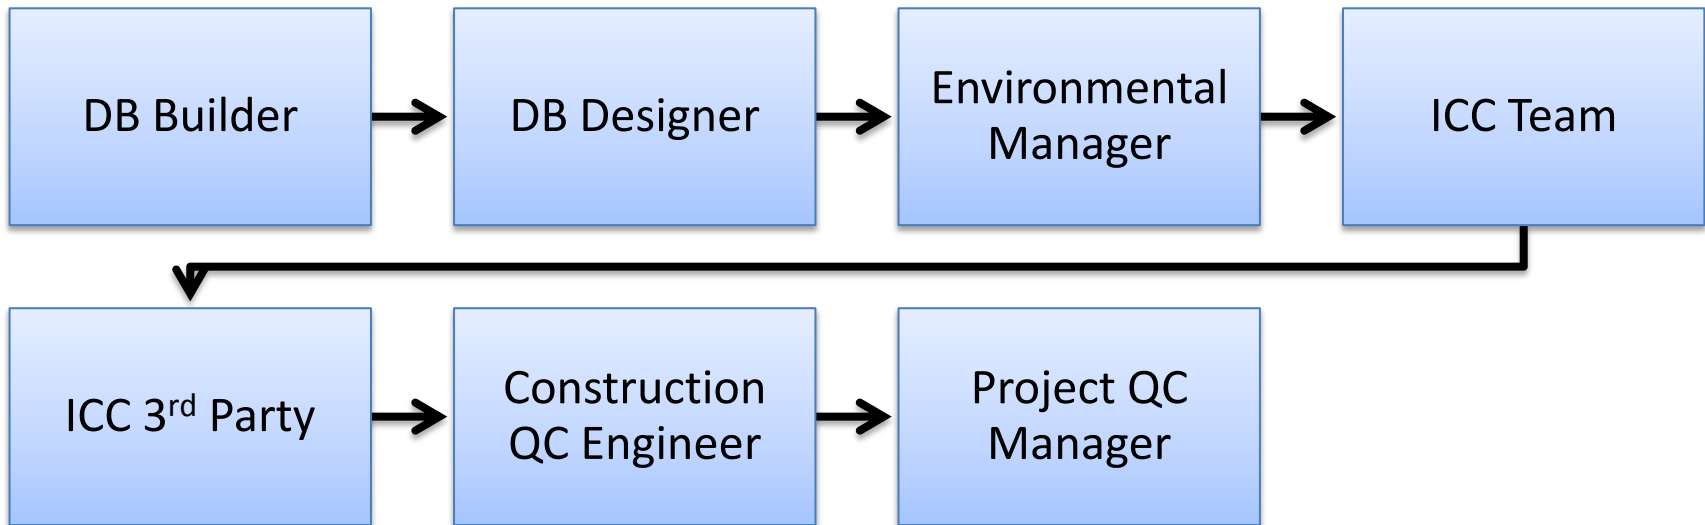 DB Builder
DB Designer
Environmental
Manager
ICC Team
ICC 3rd Party
Construction
QC Engineer
Project QC
Manager